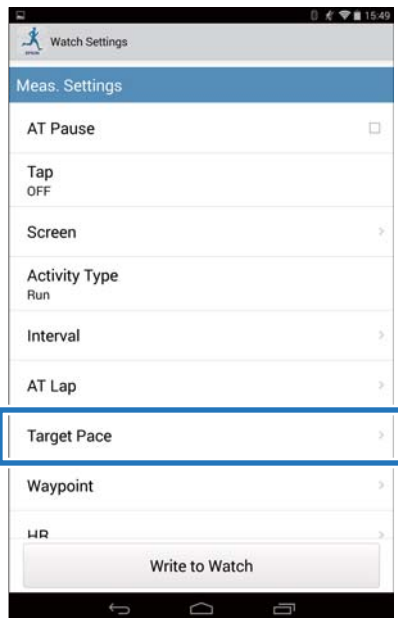 15:49
Watch Settings
Meas. Settings
AT Pause
Tap
OFF
Screen
Activity Type
Run
Interval
AT Lap
Target Pace
Waypoint
HR
Write to Watch